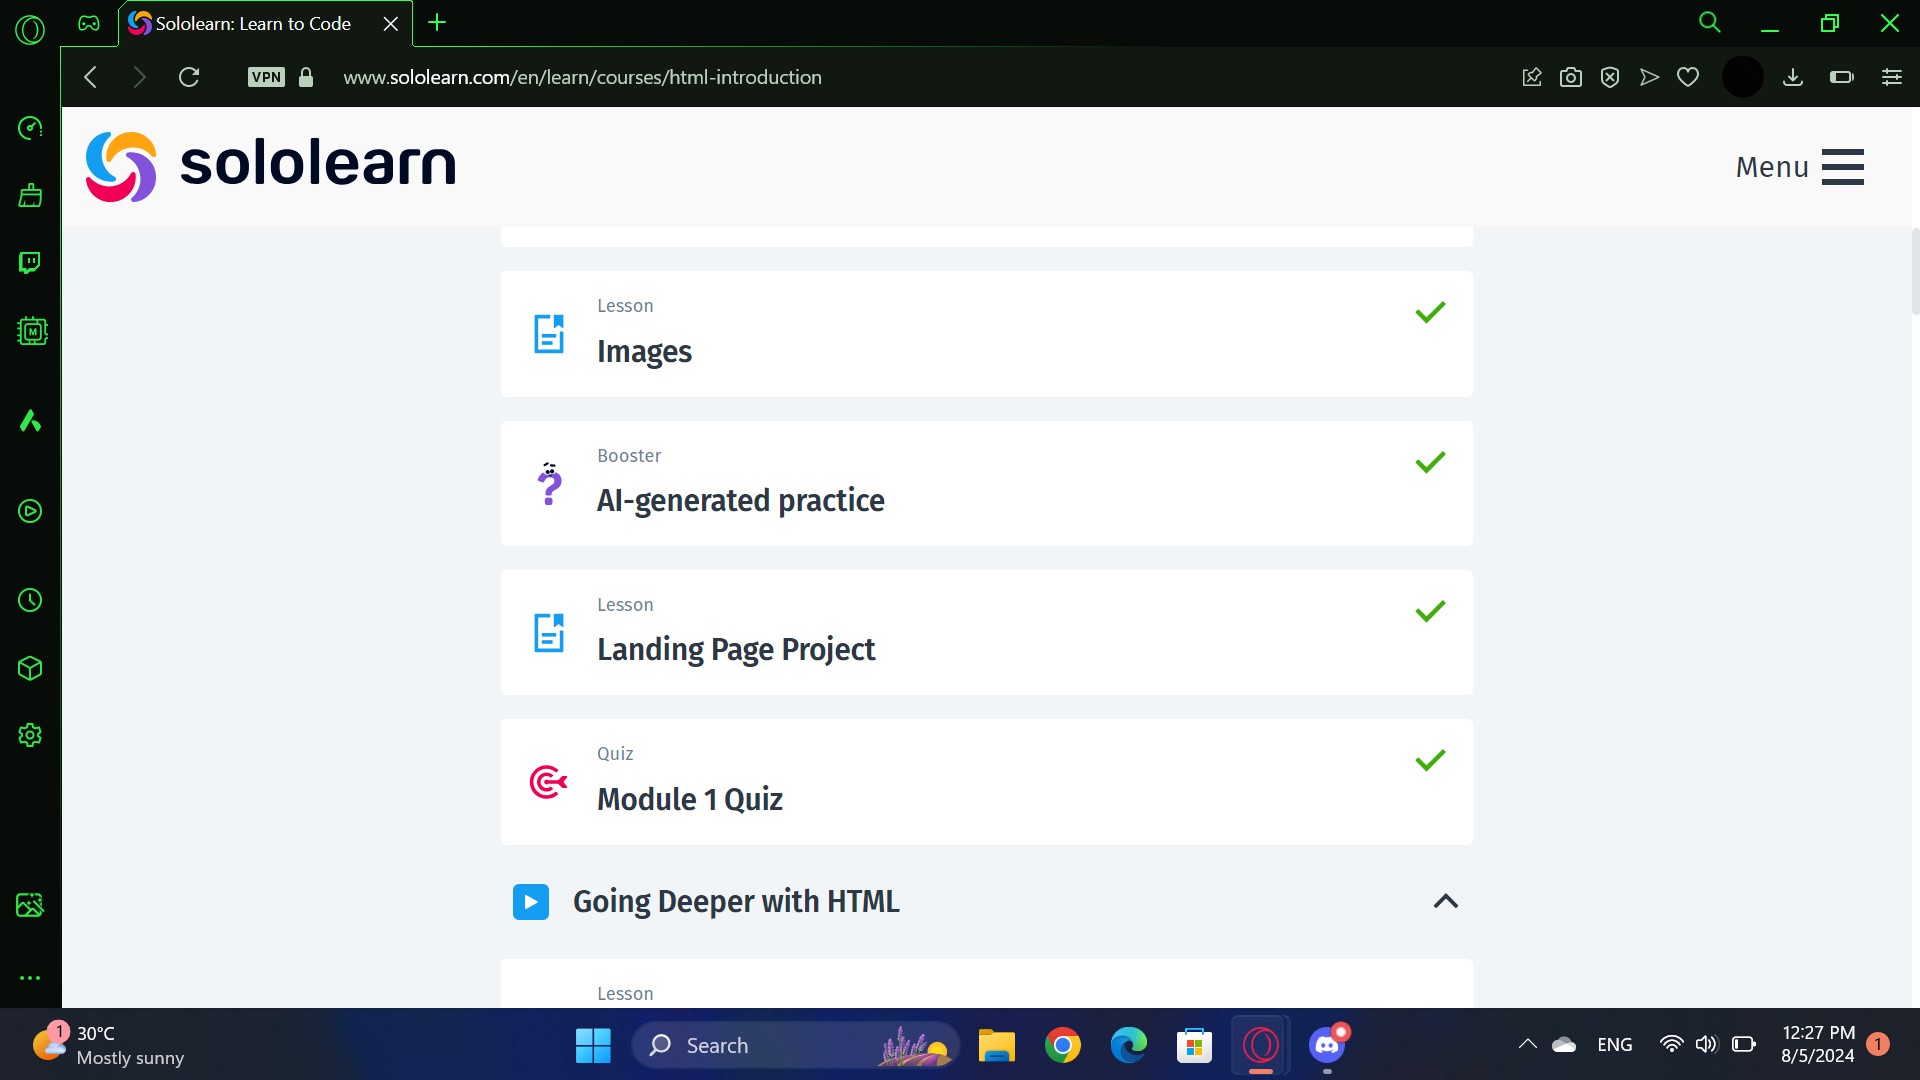 Sololearn: Learn to Code
VPN
www.sololearn.com/en/learn/courses/html-introduction
sololearn
Menu
Lesson
Images
Booster
AI-generated practice
Lesson
Landing Page Project
Quiz
Module 1 Quiz
Going Deeper with HTML
Lesson
M
1
30°C
Mostly sunny
Search
ENG
12:27 PM
8/5/2024
1